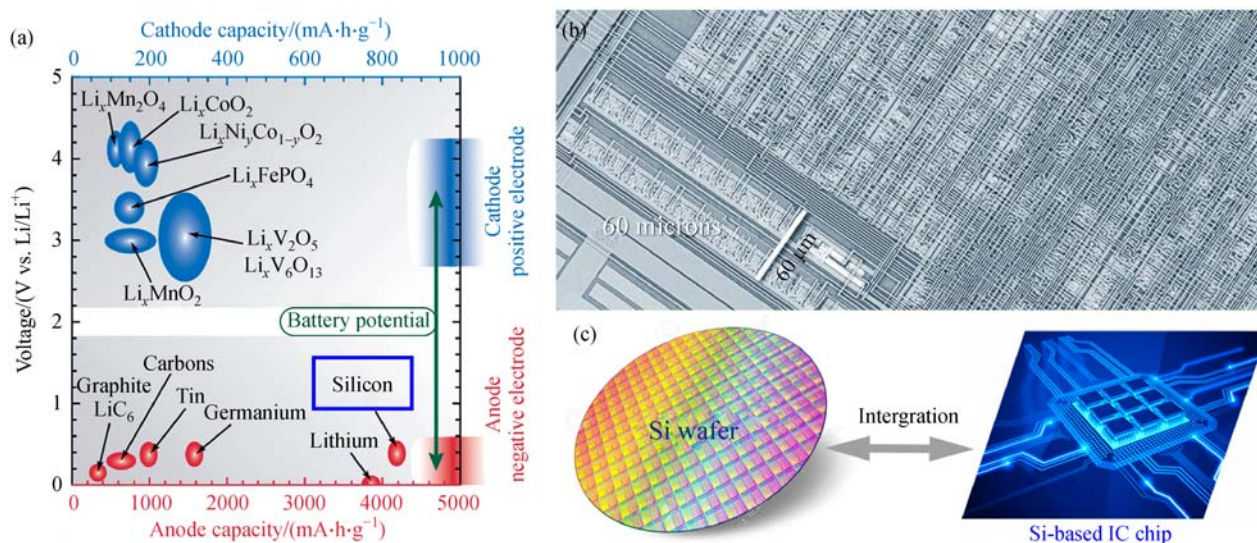 (a)
Cathode capacity/(mA·h·g⁻¹)
0 200 400 600 800 1000
5
4
3
2
1
0
Voltage/(V vs. Li/Li⁺)
LiₓMn₂O₄
LiₓCoO₂
LiₓNiᵧCo₁₋ᵧO₂
LiₓFePO₄
LiₓV₂O₅
LiₓV₆O₁₃
LiₓMnO₂
Cathode
positive electrode
Battery potential
Carbons
Graphite
LiC₆
Tin
Germanium
Silicon
Lithium
Anode
negative electrode
0 1000 2000 3000 4000 5000
Anode capacity/(mA·h·g⁻¹)
(b)
60 microns
60 μm
(c)
Si wafer
Intergration
Si-based IC chip